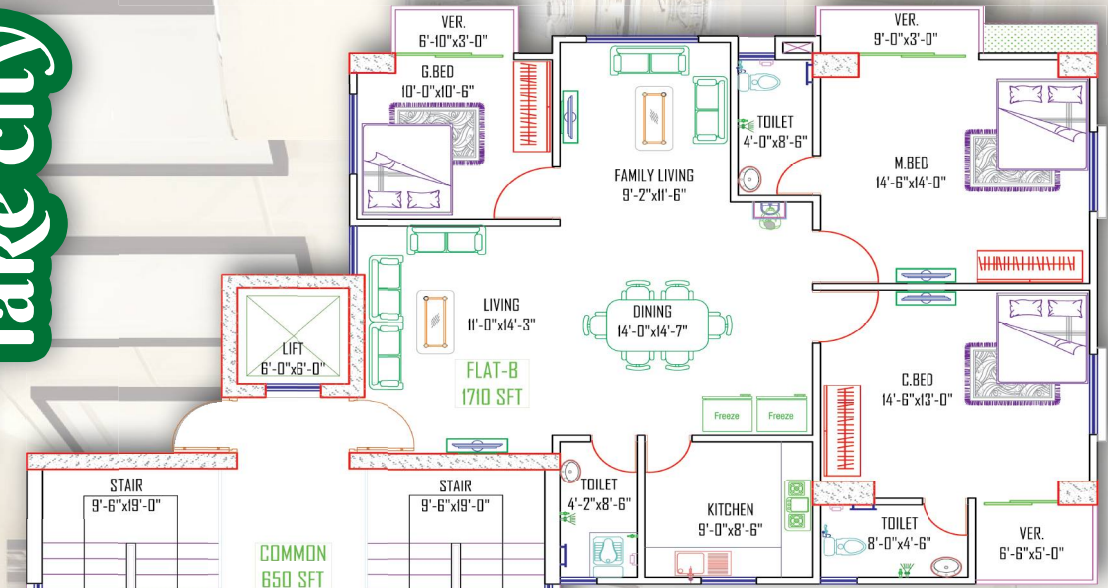 lake city
VER.
6'-10"x3'-0"
VER.
9'-0"x3'-0"
G.BED
10'-0"x10'-6"
TOILET
4'-0"x8'-6"
M.BED
14'-6"x14'-0"
FAMILY LIVING
9'-2"x11'-6"
LIVING
11'-0"x14'-3"
DINING
14'-0"x14'-7"
LIFT
6'-0"x6'-0"
FLAT-B
1710 SFT
C.BED
14'-6"x13'-0"
Freeze
Freeze
STAIR
9'-6"x19'-0"
STAIR
9'-6"x19'-0"
TOILET
4'-2"x8'-6"
KITCHEN
9'-0"x8'-6"
TOILET
8'-0"x4'-6"
VER.
6'-6"x5'-0"
COMMON
650 SFT